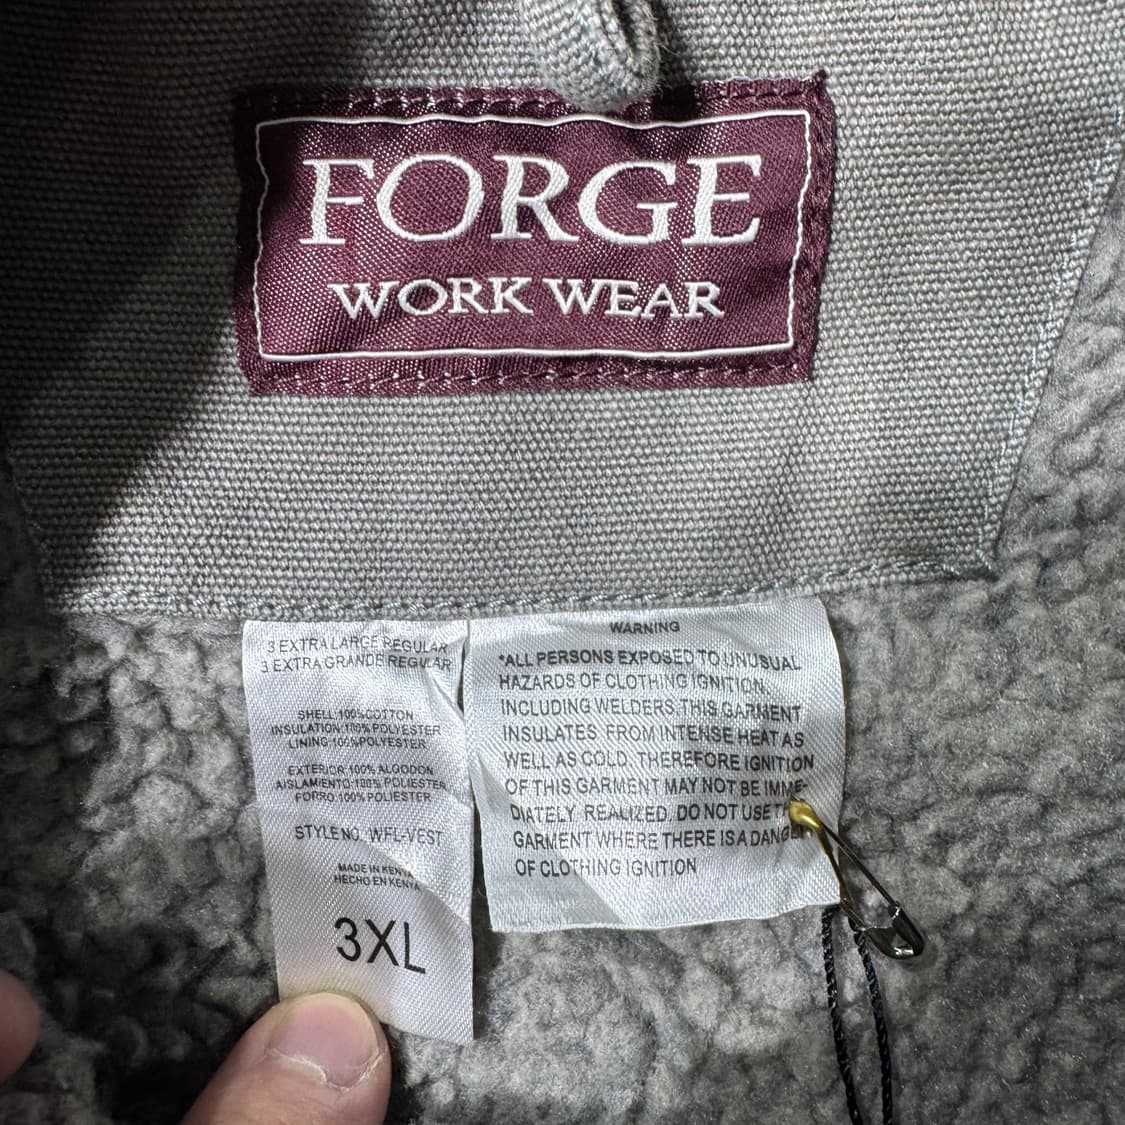 FORGE
WORK WEAR
3 EXTRA LARGE REGULAR
3 EXTRA GRANDE REGULAR
SHELL:100%COTTON
INSULATION:100% POLYESTER
LINING:100%POLYESTER
EXTERIOR:100% ALGODON
AISLAMIENTO:100% POLIESTER
FORRO:100% POLIESTER
STYLE NO. WFL-VEST
MADE IN KENYA
HECHO EN KENYA
3XL
WARNING
*ALL PERSONS EXPOSED TO UNUSUAL
HAZARDS OF CLOTHING IGNITION,
INCLUDING WELDERS, THIS GARMENT
INSULATES FROM INTENSE HEAT AS
WELL AS COLD. THEREFORE IGNITION
OF THIS GARMENT MAY NOT BE IMME-
DIATELY REALIZED. DO NOT USE
GARMENT WHERE THERE IS A DANGER
OF CLOTHING IGNITION